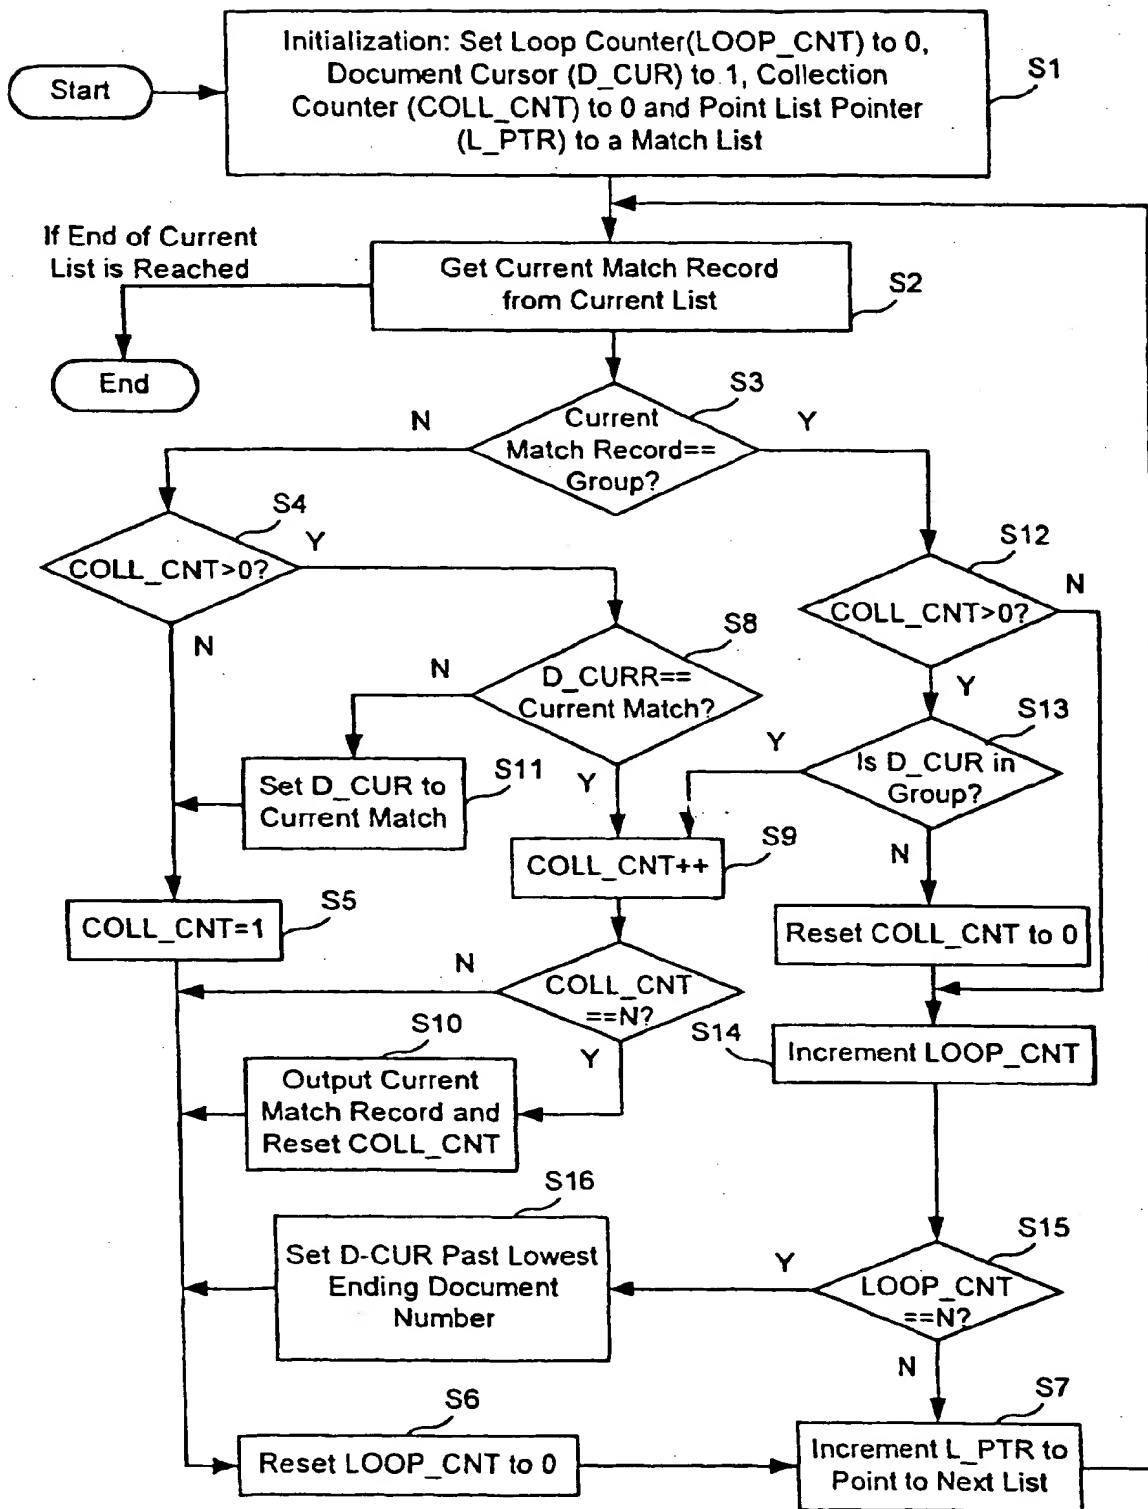 Initialization: Set Loop Counter(LOOP_CNT) to 0,
Document Cursor (D_CUR) to 1, Collection
Counter (COLL_CNT) to 0 and Point List Pointer
(L_PTR) to a Match List
S1
Start
If End of Current
List is Reached
Get Current Match Record
from Current List
S2
End
S3
N
Current
Match Record==
Group?
Y
S4
COLL_CNT>0?
Y
N
S12
COLL_CNT>0?
N
Y
S8
N
D_CURR==
Current Match?
Y
S13
Y
Is D_CUR in
Group?
N
Set D_CUR to
Current Match
S11
COLL_CNT++
S9
COLL_CNT=1
S5
Reset COLL_CNT to 0
N
COLL_CNT
==N?
Y
S14
Increment LOOP_CNT
S10
Output Current
Match Record and
Reset COLL_CNT
S16
Set D-CUR Past Lowest
Ending Document
Number
S15
Y
LOOP_CNT
==N?
N
S6
Reset LOOP_CNT to 0
S7
Increment L_PTR to
Point to Next List